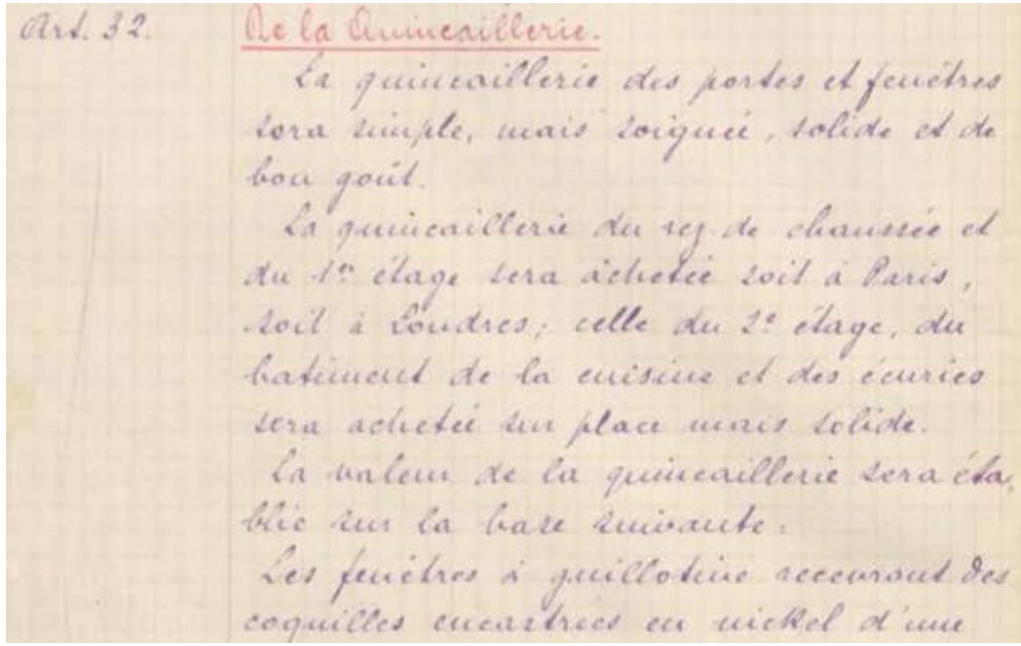 Art. 32. De la Quincaillerie.
La quincaillerie des portes et fenêtres
sera simple, mais soignée, solide et de
bon goût.
La quincaillerie du rez de chaussée et
du 1er étage sera achetée soit à Paris,
soit à Londres; celle du 2e étage, du
batiment de la cuisine et des écuries
sera achetée sur place mais solide.
La valeur de la quincaillerie sera éta-
blie sur la base suivante:
Les fenêtres à guillotine recevront des
coquilles encastrées en nickel d'une